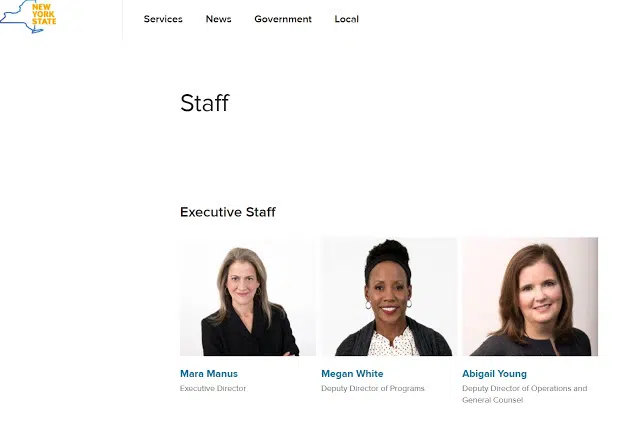 NEW
YORK
STATE
Services News Government Local
Staff
Executive Staff
Mara Manus
Executive Director
Megan White
Deputy Director of Programs
Abigail Young
Deputy Director of Operations and
General Counsel